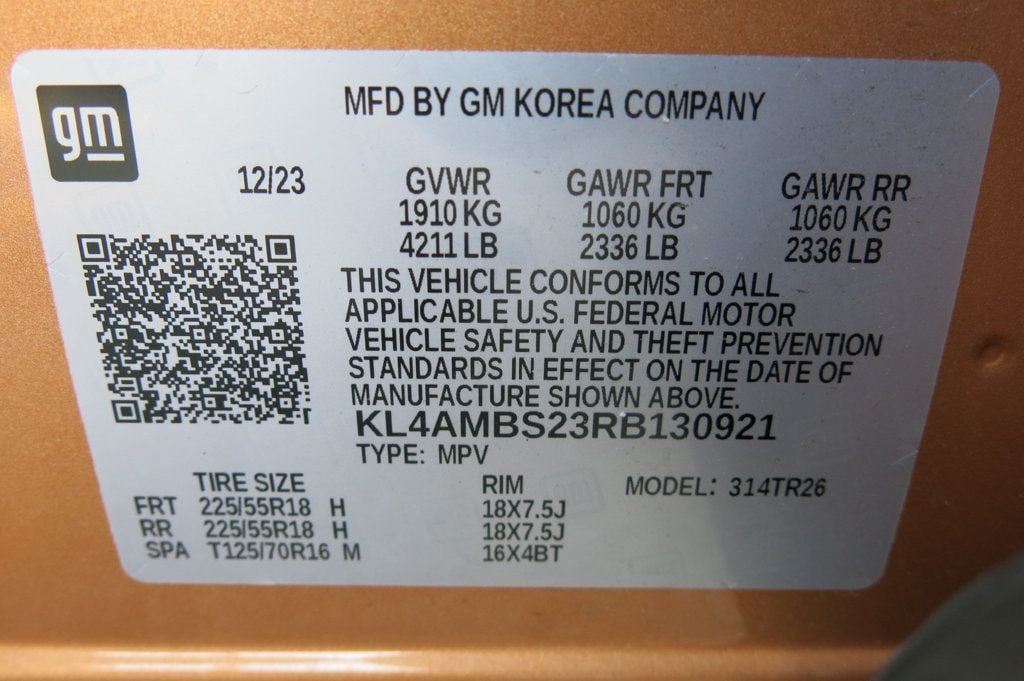 gm
MFD BY GM KOREA COMPANY
12/23 GVWR GAWR FRT GAWR RR
1910 KG 1060 KG 1060 KG
4211 LB 2336 LB 2336 LB
THIS VEHICLE CONFORMS TO ALL
APPLICABLE U.S. FEDERAL MOTOR
VEHICLE SAFETY AND THEFT PREVENTION
STANDARDS IN EFFECT ON THE DATE OF
MANUFACTURE SHOWN ABOVE.
KL4AMBS23RB130921
TYPE: MPV
TIRE SIZE RIM MODEL: 314TR26
FRT 225/55R18 H 18X7.5J
RR 225/55R18 H 18X7.5J
SPA T125/70R16 M 16X4BT